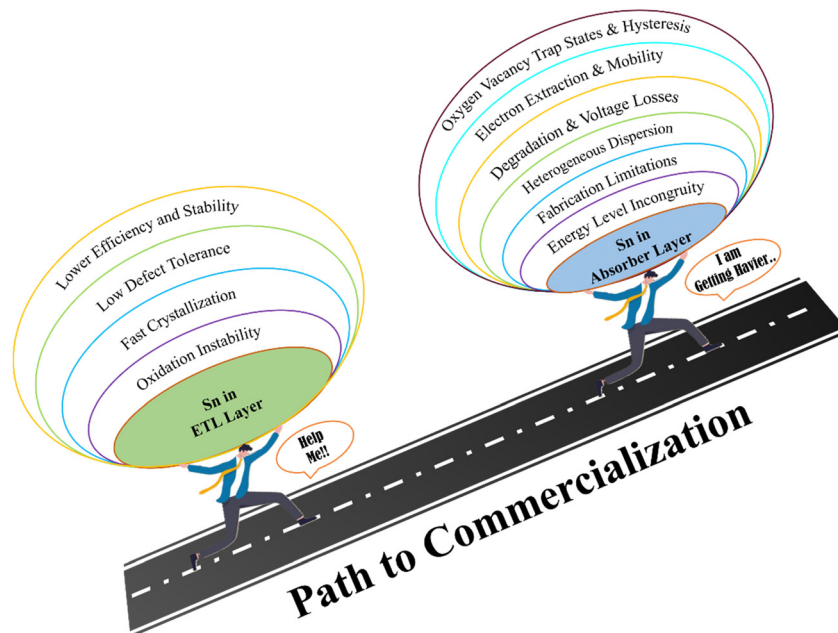 Lower Efficiency and Stability
Low Defect Tolerance
Fast Crystallization
Oxidation Instability
Sn in
ETL Layer
Help
Me!!
Oxygen Vacancy Trap States & Hysteresis
Electron Extraction & Mobility
Degradation & Voltage Losses
Heterogeneous Dispersion
Fabrication Limitations
Energy Level Incongruity
Sn in
Absorber Layer
I am
Getting Havier..
Path to Commercialization